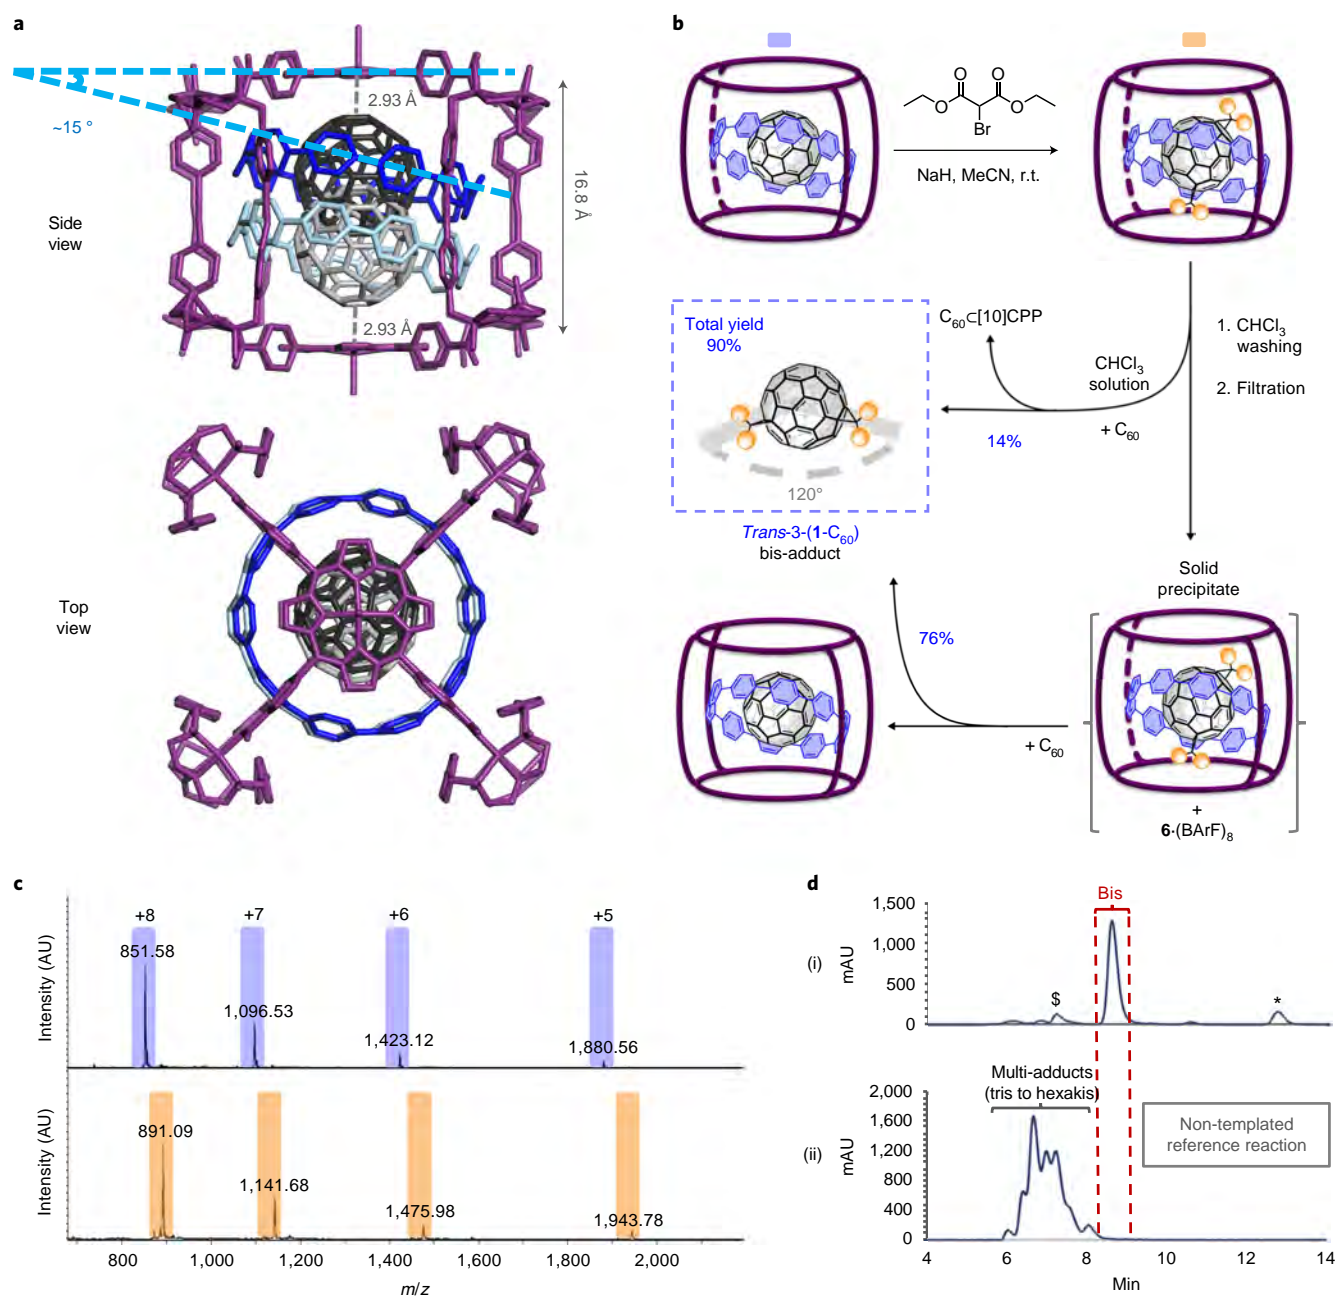 a
2.93 Å
~15 °
16.8 Å
Side
view
2.93 Å
Top
view
b
O
O
O
O
Br
NaH, MeCN, r.t.
Total yield
90%
C₆₀⊂[10]CPP
CHCl₃
solution
1. CHCl₃
washing
2. Filtration
14%
+ C₆₀
120°
Trans-3-(1-C₆₀)
bis-adduct
Solid
precipitate
76%
+ C₆₀
+
6·(BArF)₈
c
Intensity (AU)
+8
+7
+6
+5
851.58
1,096.53
1,423.12
1,880.56
Intensity (AU)
891.09
1,141.68
1,475.98
1,943.78
800
1,000
1,200
1,400
1,600
1,800
2,000
m/z
d
Bis
(i)
mAU
1,500
1,000
500
0
$
*
Multi-adducts
(tris to hexakis)
Non-templated
reference reaction
(ii)
mAU
2,000
1,600
1,200
800
400
0
4
6
8
10
12
14
Min